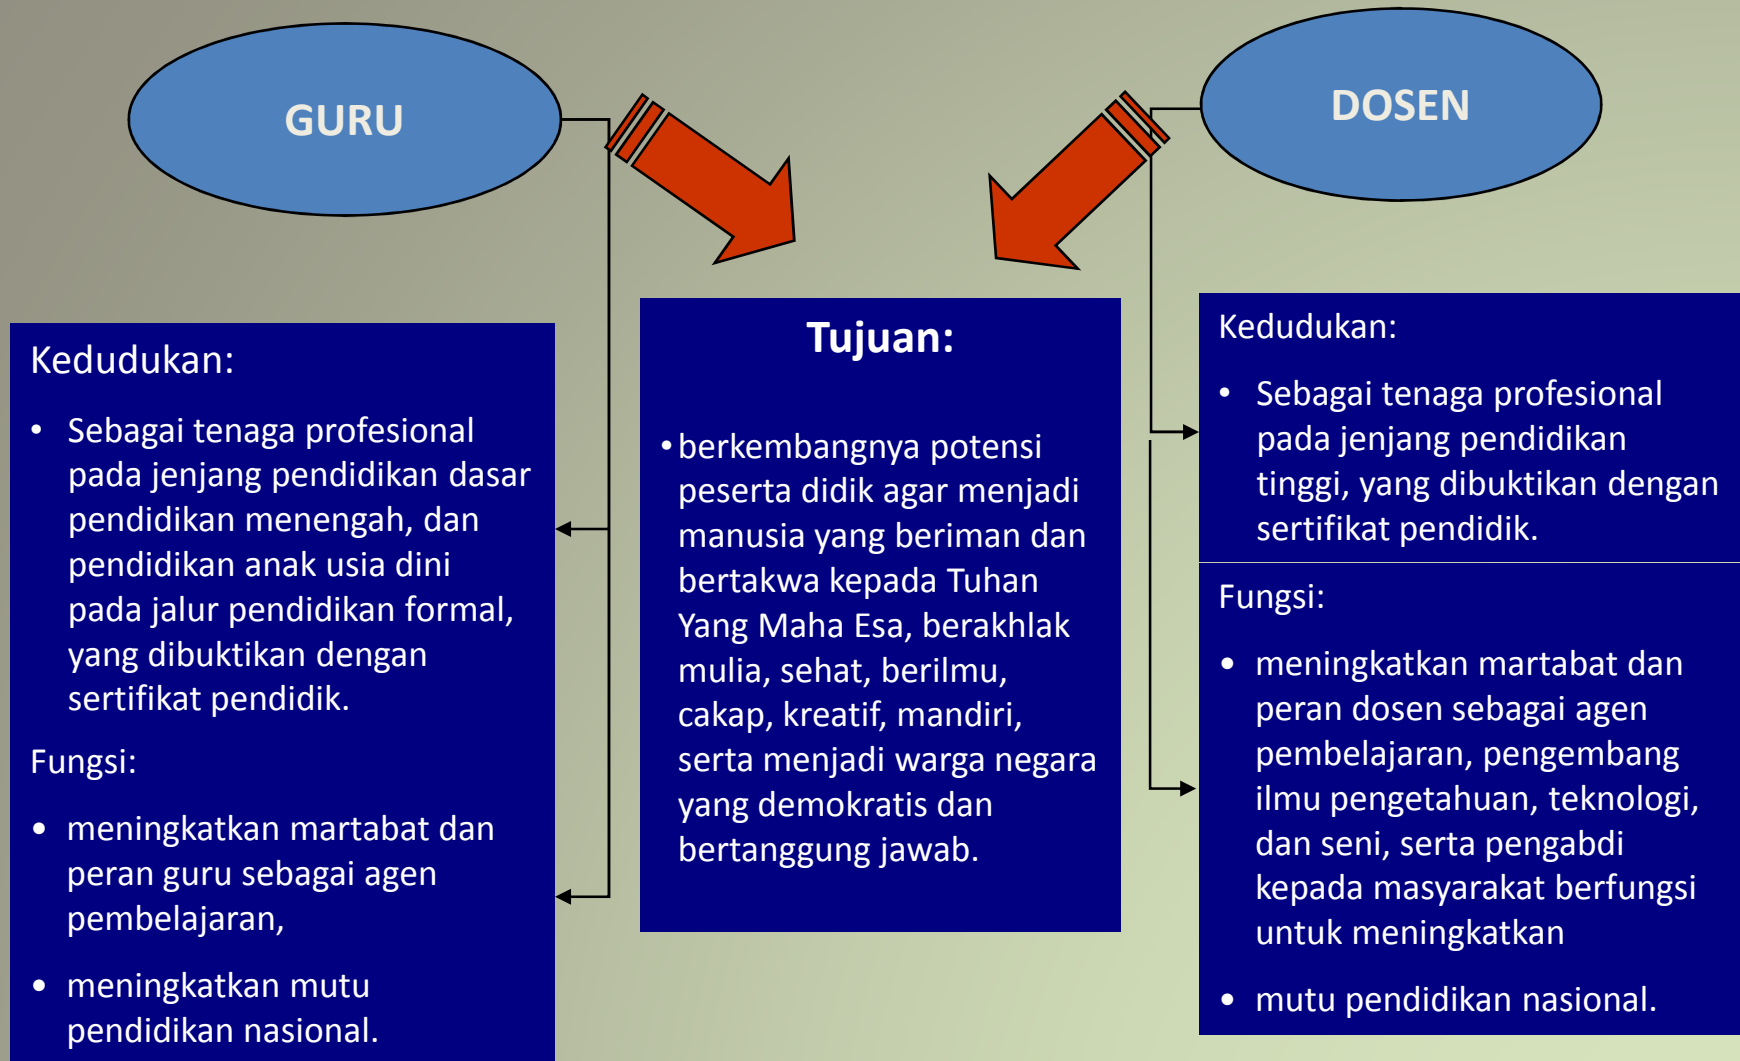 GURU
DOSEN
Kedudukan:
• Sebagai tenaga profesional
pada jenjang pendidikan dasar
pendidikan menengah, dan
pendidikan anak usia dini
pada jalur pendidikan formal,
yang dibuktikan dengan
sertifikat pendidik.
Fungsi:
• meningkatkan martabat dan
peran guru sebagai agen
pembelajaran,
• meningkatkan mutu
pendidikan nasional.
Tujuan:
• berkembangnya potensi
peserta didik agar menjadi
manusia yang beriman dan
bertakwa kepada Tuhan
Yang Maha Esa, berakhlak
mulia, sehat, berilmu,
cakap, kreatif, mandiri,
serta menjadi warga negara
yang demokratis dan
bertanggung jawab.
Kedudukan:
• Sebagai tenaga profesional
pada jenjang pendidikan
tinggi, yang dibuktikan dengan
sertifikat pendidik.
Fungsi:
• meningkatkan martabat dan
peran dosen sebagai agen
pembelajaran, pengembang
ilmu pengetahuan, teknologi,
dan seni, serta pengabdi
kepada masyarakat berfungsi
untuk meningkatkan
• mutu pendidikan nasional.